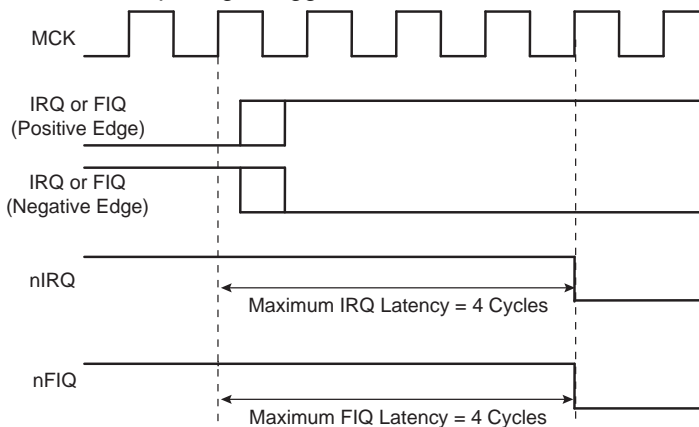 MCK
IRQ or FIQ
(Positive Edge)
IRQ or FIQ
(Negative Edge)
nIRQ
Maximum IRQ Latency = 4 Cycles
nFIQ
Maximum FIQ Latency = 4 Cycles